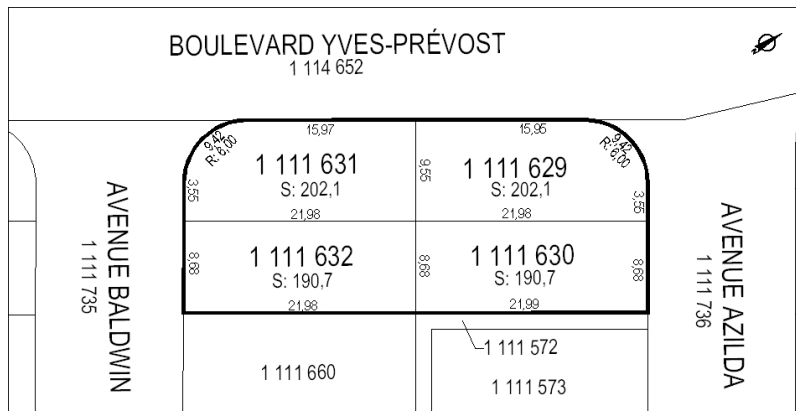 BOULEVARD YVES-PRÉVOST
1 114 652
15,97
15,95
9,42
R: 6,00
9,42
R: 6,00
1 111 631
S: 202,1
9,55
1 111 629
S: 202,1
3,55
3,55
21,98
21,98
AVENUE BALDWIN
1 111 735
8,68
1 111 632
S: 190,7
8,68
1 111 630
S: 190,7
8,68
AVENUE AZILDA
1 111 736
21,98
21,99
1 111 572
1 111 660
1 111 573